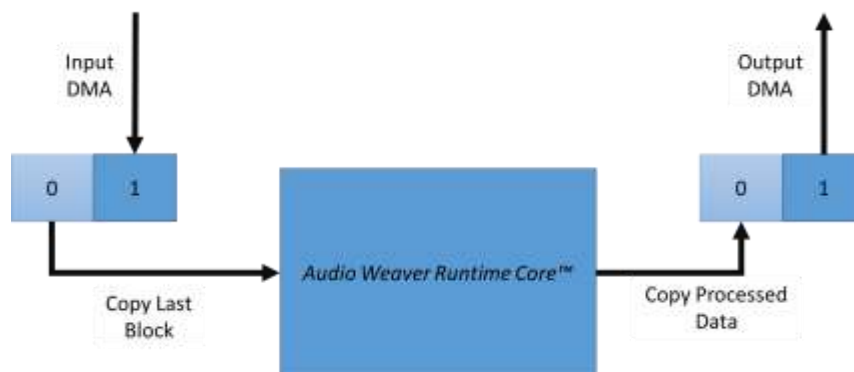 Input
DMA
Output
DMA
0
1
0
1
Audio Weaver Runtime Core™
Copy Last
Block
Copy Processed
Data